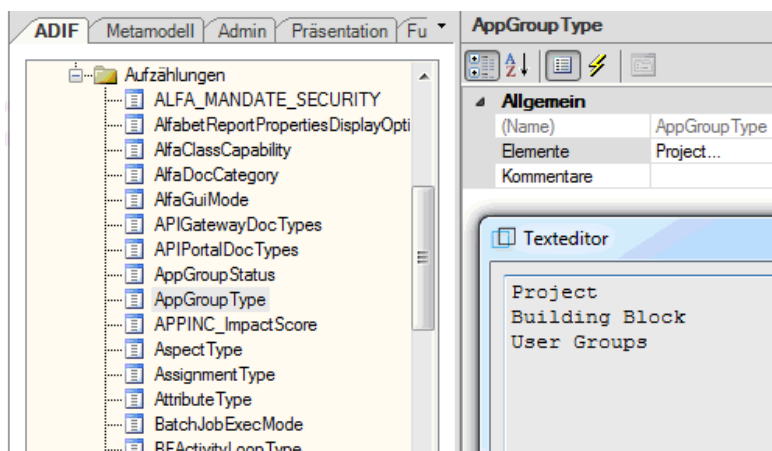 ADIF Metamodell Admin Präsentation Fu
Aufzählungen
ALFA_MANDATE_SECURITY
AlfabetReportPropertiesDisplayOpti
AlfaClassCapability
AlfaDocCategory
AlfaGuiMode
APIGatewayDocTypes
APIPortalDocTypes
AppGroupStatus
AppGroupType
APPINC_ImpactScore
AspectType
AssignmentType
AttributeType
BatchJobExecMode
BFActivityLoopType
AppGroupType
Allgemein
(Name) AppGroupType
Elemente Project...
Kommentare
Texteditor
Project
Building Block
User Groups